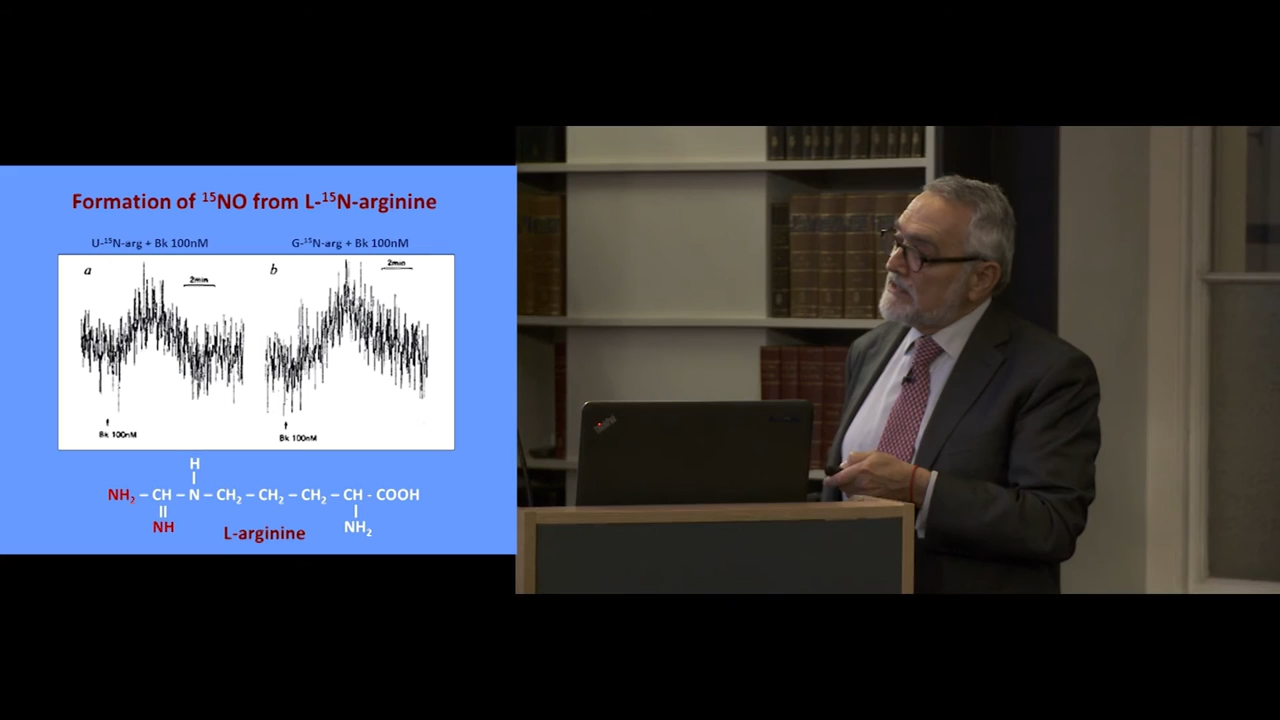 Formation of ¹⁵NO from L-¹⁵N-arginine
U-¹⁵N-arg + Bk 100nM
G-¹⁵N-arg + Bk 100nM
a
2min
b
2min
Bk 100nM
Bk 100nM
H
NH₂ – CH – N – CH₂ – CH₂ – CH₂ – CH - COOH
NH
NH₂
L-arginine